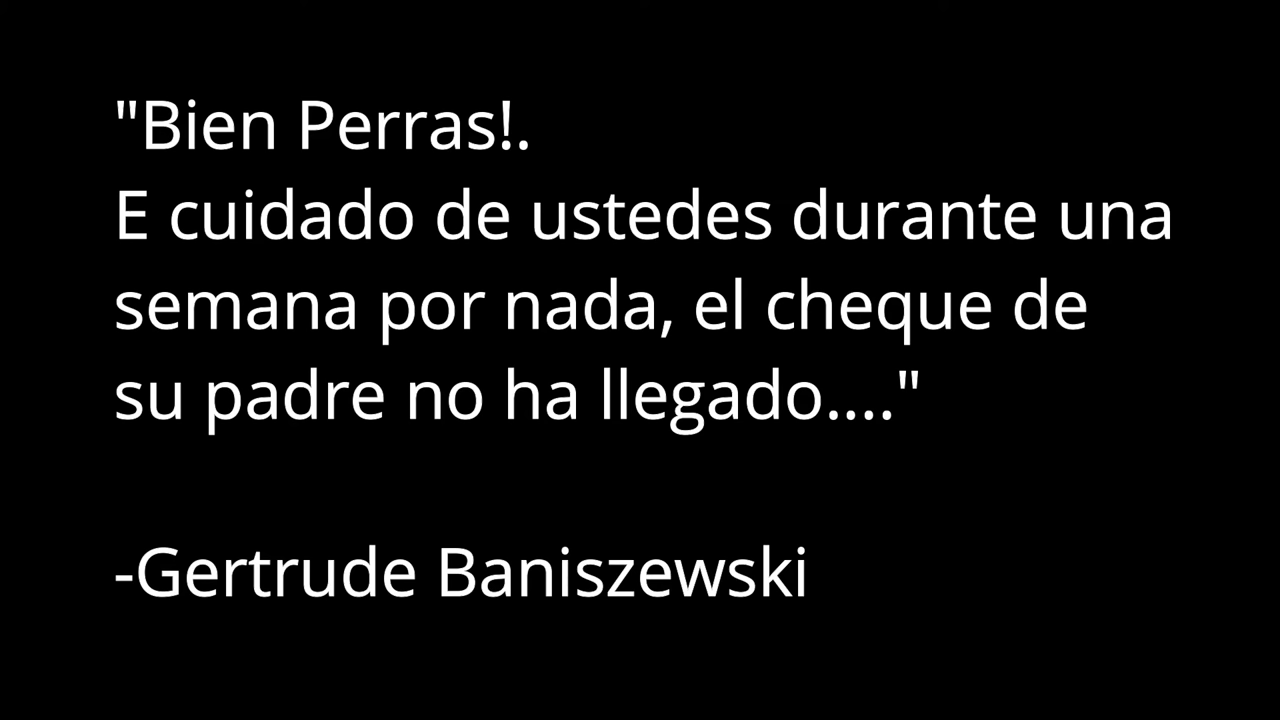 "Bien Perras!.
E cuidado de ustedes durante una
semana por nada, el cheque de
su padre no ha llegado...."
-Gertrude Baniszewski